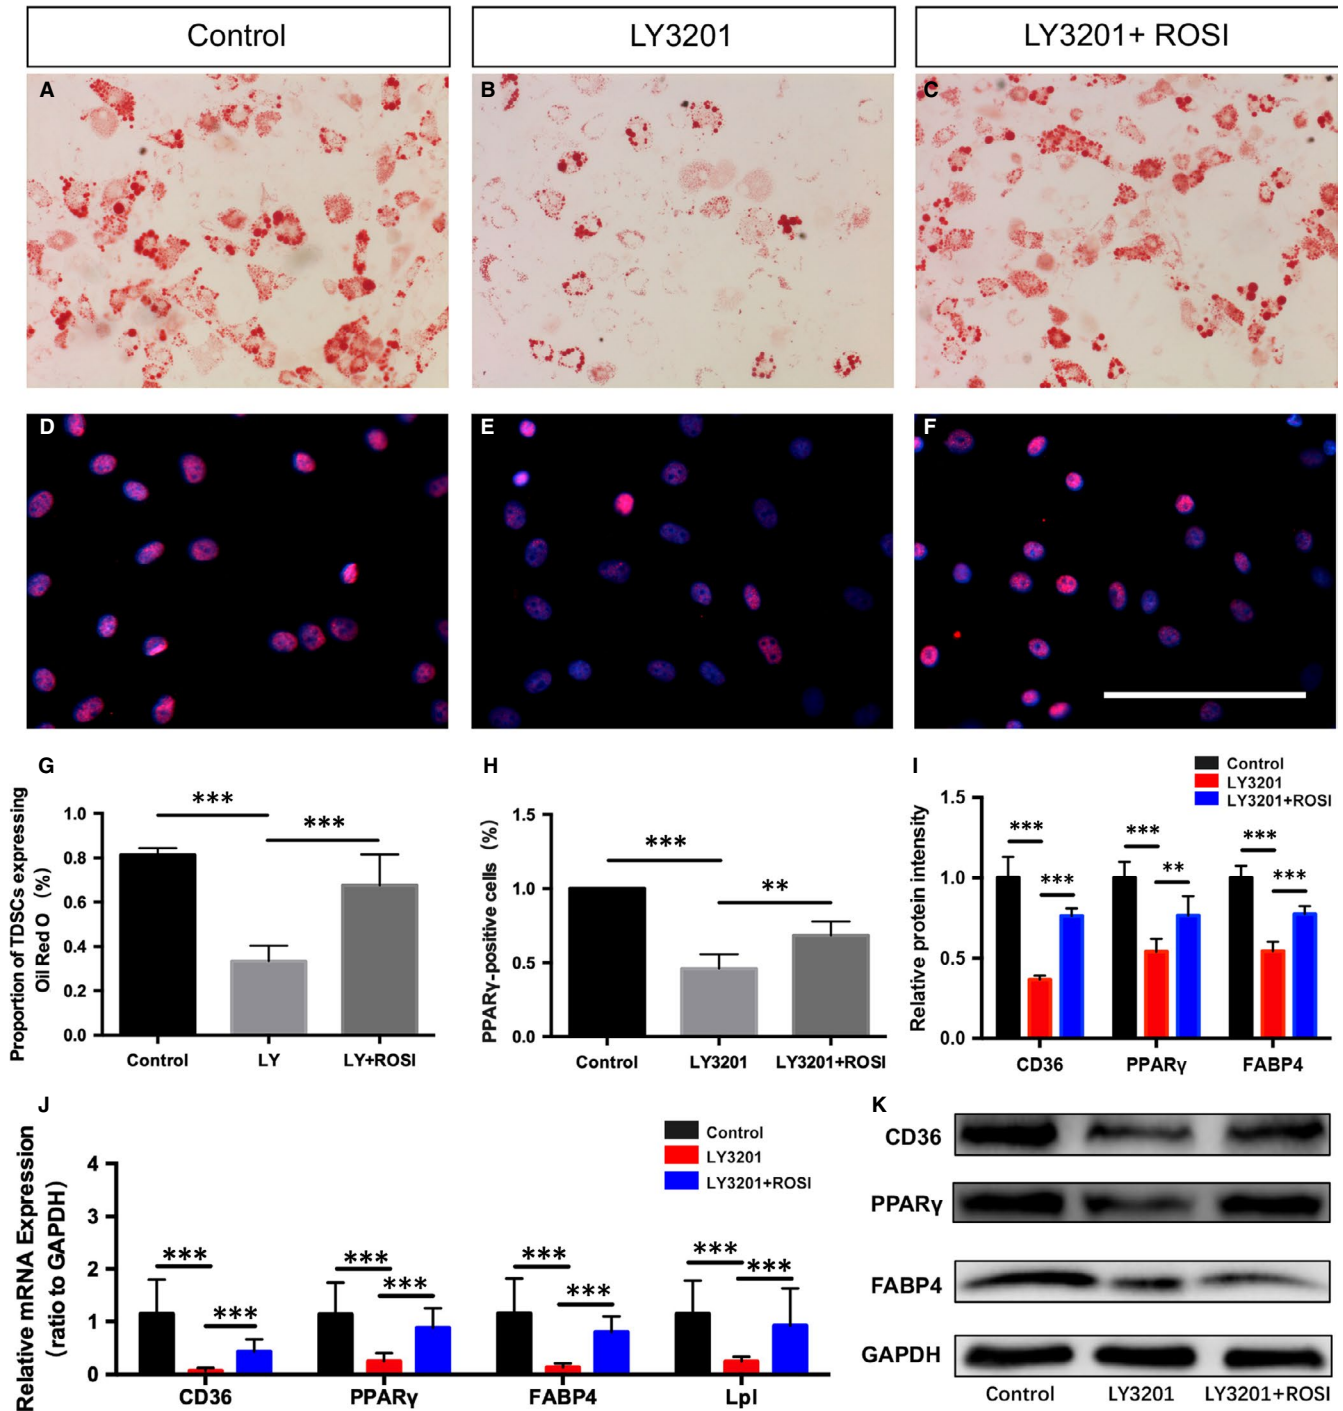 Control
LY3201
LY3201+ ROSI
A
B
C
D
E
F
G
Proportion of TDSCs expressing
Oil Red O (%)
1.0
0.8
0.6
0.4
0.2
0.0
***
***
Control
LY
LY+ROSI
H
PPARγ-positive cells (%)
1.5
1.0
0.5
0.0
***
**
Control
LY3201
LY3201+ROSI
I
Control
LY3201
LY3201+ROSI
Relative protein intensity
1.5
1.0
0.5
0.0
***
***
***
**
***
***
CD36
PPARγ
FABP4
J
Control
LY3201
LY3201+ROSI
Relative mRNA Expression
(ratio to GAPDH)
4
3
2
1
0
***
***
***
***
***
***
***
***
CD36
PPARγ
FABP4
Lpl
K
CD36
PPARγ
FABP4
GAPDH
Control
LY3201
LY3201+ROSI